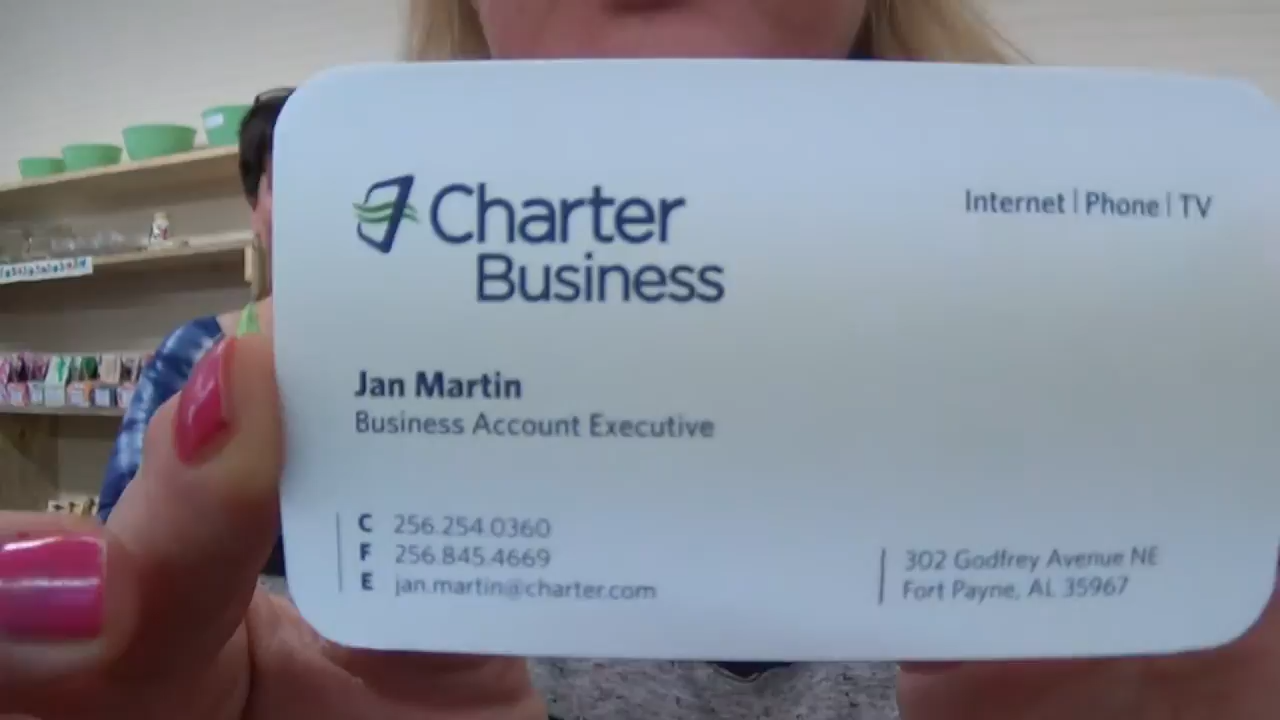 Charter
Business
Internet | Phone | TV
Jan Martin
Business Account Executive
C 256.254.0360
F 256.845.4669
E jan.martin@charter.com
302 Godfrey Avenue NE
Fort Payne, AL 35967